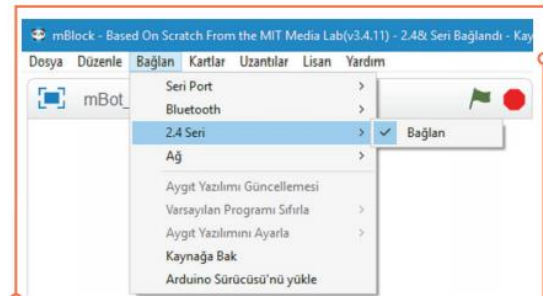 mBlock - Based On Scratch From the MIT Media Lab(v3.4.11) - 2.4& Seri Bağlandı - Kay
Dosya Düzenle Bağlan Kartlar Uzantılar Lisan Yardım
mBot_
Seri Port
Bluetooth
2.4 Seri
Bağlan
Ağ
Aygıt Yazılımı Güncellemesi
Varsayılan Programı Sıfırla
Aygıt Yazılımını Ayarla
Kaynağa Bak
Arduino Sürücüsü'nü yükle